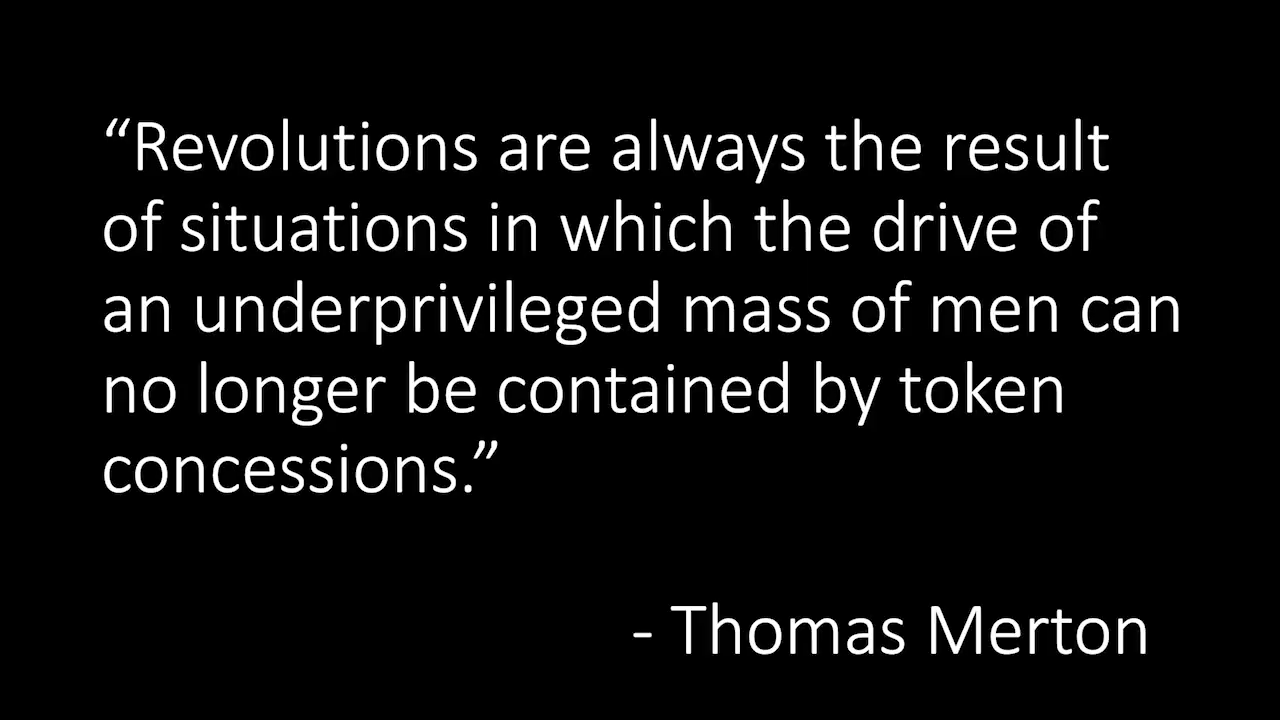 “Revolutions are always the result
of situations in which the drive of
an underprivileged mass of men can
no longer be contained by token
concessions.”
- Thomas Merton